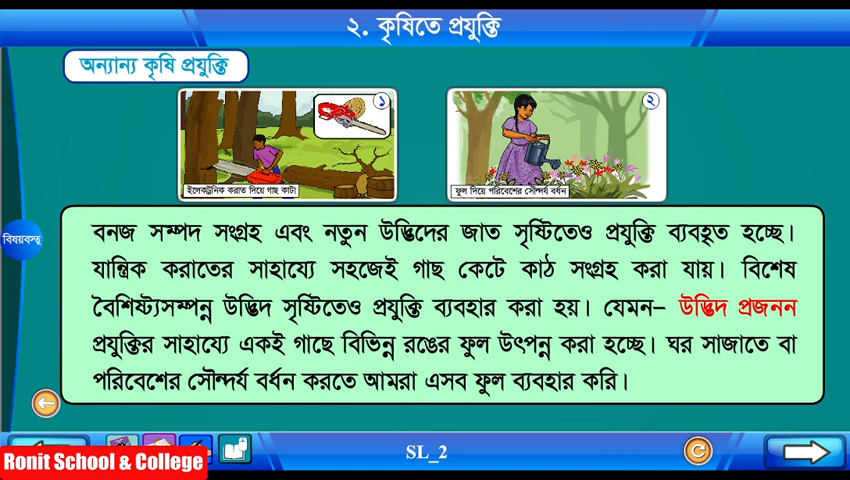 ২. কৃষিতে প্রযুক্তি
অন্যান্য কৃষি প্রযুক্তি
১
ইলেকট্রনিক করাত দিয়ে গাছ কাটা
২
ফুল দিয়ে পরিবেশের সৌন্দর্য বর্ধন
বিষয়বস্তু
বনজ সম্পদ সংগ্রহ এবং নতুন উদ্ভিদের জাত সৃষ্টিতেও প্রযুক্তি ব্যবহৃত হচ্ছে।
যান্ত্রিক করাতের সাহায্যে সহজেই গাছ কেটে কাঠ সংগ্রহ করা যায়। বিশেষ
বৈশিষ্ট্যসম্পন্ন উদ্ভিদ সৃষ্টিতেও প্রযুক্তি ব্যবহার করা হয়। যেমন– উদ্ভিদ প্রজনন
প্রযুক্তির সাহায্যে একই গাছে বিভিন্ন রঙের ফুল উৎপন্ন করা হচ্ছে। ঘর সাজাতে বা
পরিবেশের সৌন্দর্য বর্ধন করতে আমরা এসব ফুল ব্যবহার করি।
SL_2
Ronit School & College